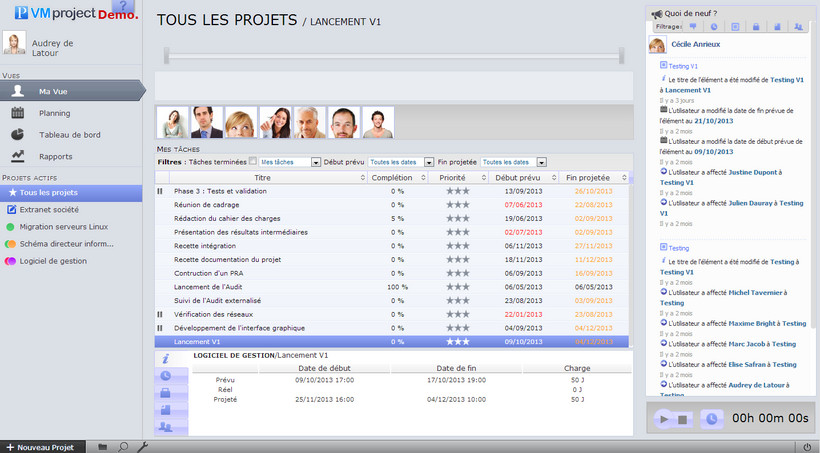 VMproject Demo.
?
Audrey de
Latour
VUES
Ma Vue
Planning
Tableau de bord
Rapports
PROJETS ACTIFS
Tous les projets
Extranet société
Migration serveurs Linux
Schéma directeur inform...
Logiciel de gestion
TOUS LES PROJETS / LANCEMENT V1
MES TÂCHES
Filtres : Tâches terminées Mes tâches Début prévu Toutes les dates Fin projetée Toutes les dates
Titre Complétion Priorité Début prévu Fin projetée
Phase 3 : Tests et validation 0 % 13/09/2013 26/10/2013
Réunion de cadrage 0 % 07/06/2013 22/08/2013
Rédaction du cahier des charges 5 % 19/06/2013 02/09/2013
Présentation des résultats intermédiaires 0 % 02/07/2013 02/09/2013
Recette intégration 0 % 06/11/2013 27/11/2013
Recette documentation du projet 0 % 18/11/2013 11/12/2013
Contruction d'un PRA 0 % 06/09/2013 16/09/2013
Lancement de l'Audit 100 % 06/05/2013 06/05/2013
Suivi de l'Audit externalisé 0 % 23/08/2013 03/09/2013
Vérification des réseaux 0 % 22/01/2013 23/08/2013
Développement de l'interface graphique 0 % 04/09/2013 04/12/2013
Lancement V1 0 % 09/10/2013 04/12/2013
LOGICIEL DE GESTION/Lancement V1
Date de début Date de fin Charge
Prévu 09/10/2013 17:00 17/10/2013 19:00 50 J
Réel 0 J
Projeté 25/11/2013 16:00 04/12/2013 10:00 50 J
Quoi de neuf ?
Filtrage:
Cécile Anrieux
Testing V1
Le titre de l'élément a été modifié de Testing V1
à Lancement V1
Il y a 3 jours
L'utilisateur a modifié la date de fin prévue de
l'élément au 21/10/2013
Il y a 2 mois
L'utilisateur a modifié la date de début prévue de
l'élément au 09/10/2013
Il y a 2 mois
L'utilisateur a affecté Justine Dupont à Testing
V1
Il y a 2 mois
L'utilisateur a affecté Julien Dauray à Testing
V1
Il y a 2 mois
Testing
Le titre de l'élément a été modifié de Testing à
Testing V1
Il y a 2 mois
L'utilisateur a affecté Michel Tavernier à
Testing
Il y a 2 mois
L'utilisateur a affecté Maxime Bright à Testing
Il y a 2 mois
L'utilisateur a affecté Marc Jacob à Testing
Il y a 2 mois
L'utilisateur a affecté Elise Safran à Testing
Il y a 2 mois
L'utilisateur a affecté Audrey de Latour à
Testing
00h 00m 00s
+ Nouveau Projet